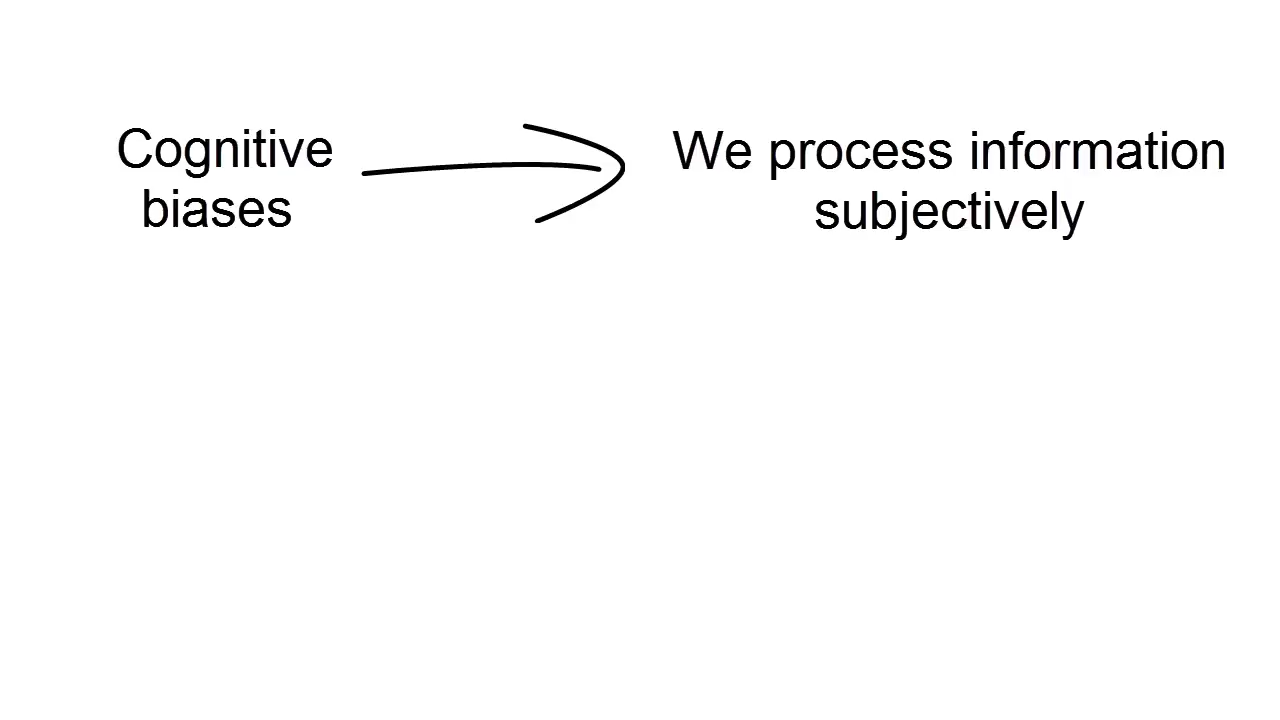 Cognitive
biases
We process information
subjectively